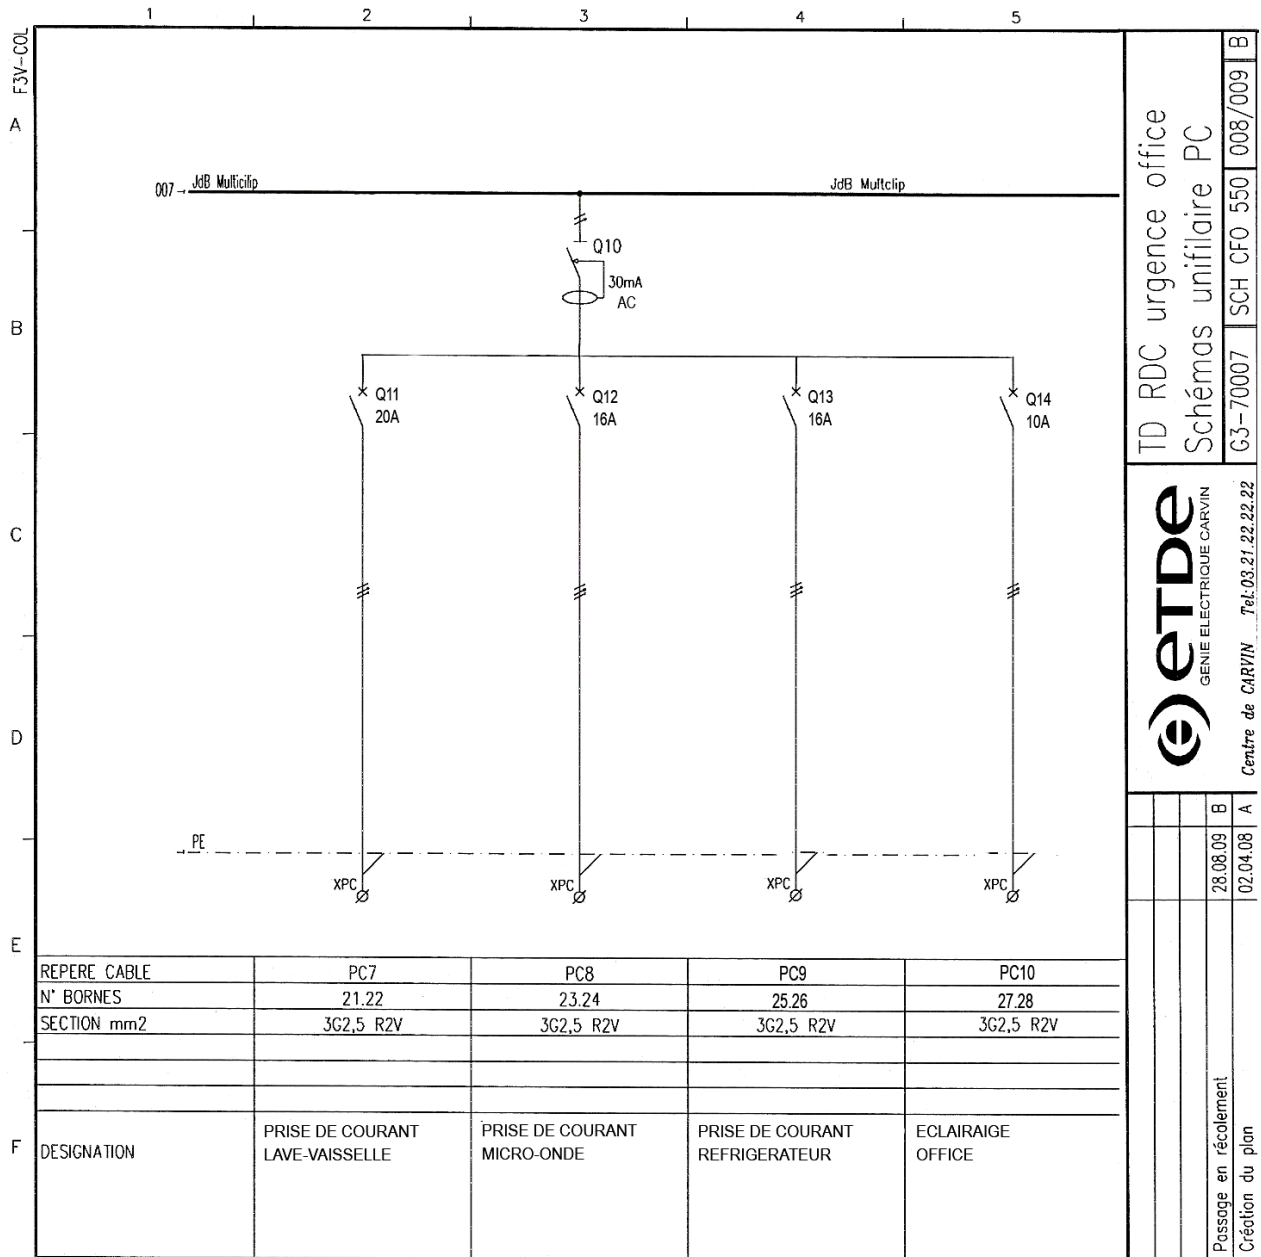 1 2 3 4 5
F3V-COL
A
B
C
D
E
F
007 JdB Multicilip
JdB Multclip
Q10
30mA
AC
Q11
20A
Q12
16A
Q13
16A
Q14
10A
PE
XPC XPC XPC XPC
REPERE CABLE PC7 PC8 PC9 PC10
N° BORNES 21.22 23.24 25.26 27.28
SECTION mm2 3G2,5 R2V 3G2,5 R2V 3G2,5 R2V 3G2,5 R2V
DESIGNATION
PRISE DE COURANT
LAVE-VAISSELLE
PRISE DE COURANT
MICRO-ONDE
PRISE DE COURANT
REFRIGERATEUR
ECLAIRAIGE
OFFICE
TD RDC urgence office
Schémas unifilaire PC
G3-70007 SCH CFO 550 008/009 B
eTDe
GENIE ELECTRIQUE CARVIN
Centre de CARVIN Tel:03.21.22.22.22
Passage en récolement 28.08.09 B
Création du plan 02.04.08 A